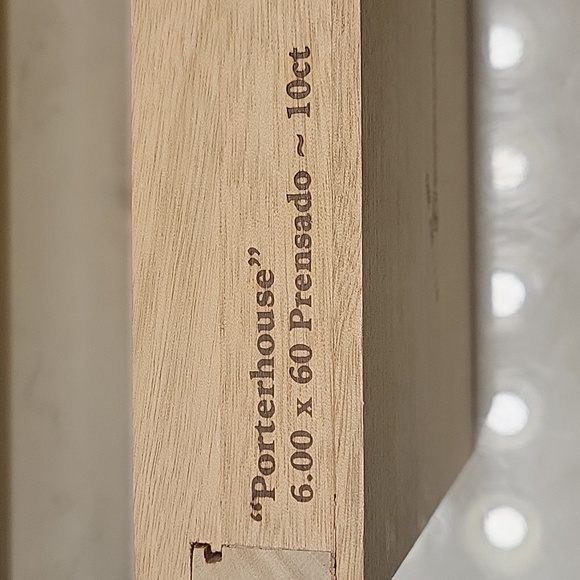 “Porterhouse”
6.00 x 60 Prensado ~ 10ct